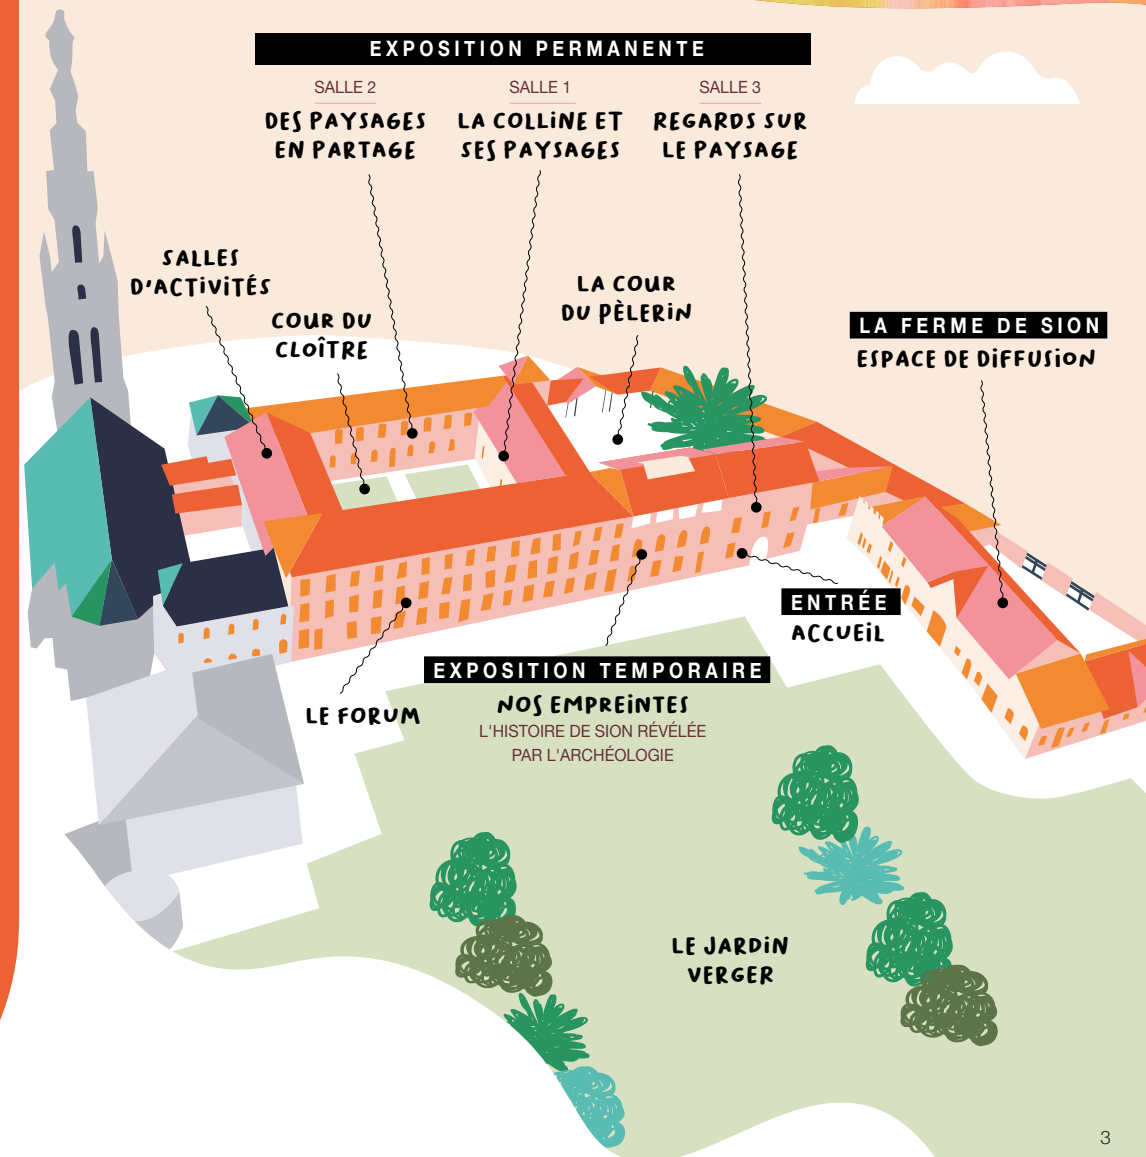 EXPOSITION PERMANENTE
SALLE 2
DES PAYSAGES
EN PARTAGE
SALLE 1
LA COLLINE ET
SES PAYSAGES
SALLE 3
REGARDS SUR
LE PAYSAGE
SALLES
D'ACTIVITÉS
COUR DU
CLOÎTRE
LA COUR
DU PÈLERIN
LA FERME DE SION
ESPACE DE DIFFUSION
ENTRÉE
ACCUEIL
EXPOSITION TEMPORAIRE
NOS EMPREINTES
L'HISTOIRE DE SION RÉVÉLÉE
PAR L'ARCHÉOLOGIE
LE FORUM
LE JARDIN
VERGER
3